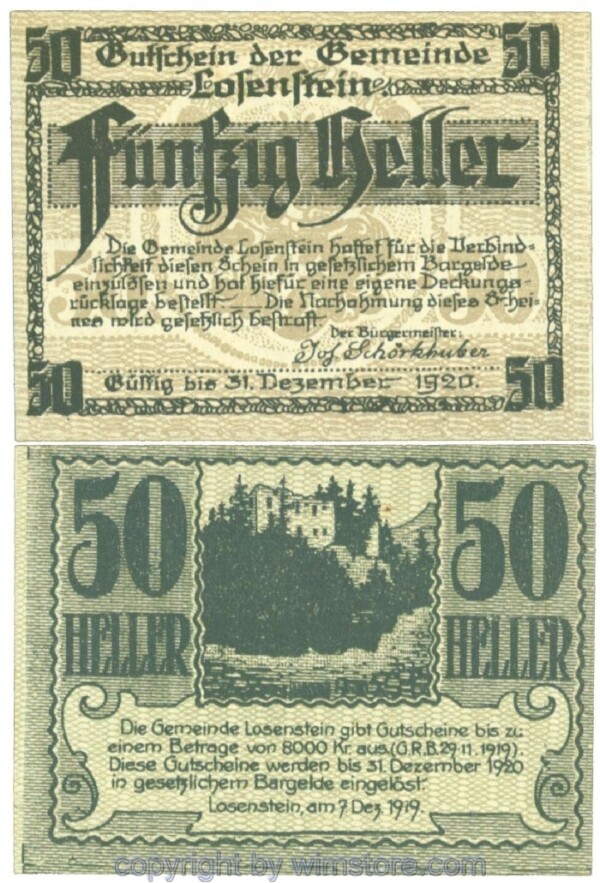 50 50
Gutschein der Gemeinde
Losenstein
Fünfzig Heller
Die Gemeinde Losenstein haftet für die Verbind=
lichkeit diesen Schein in gesetzlichem Bargelde
einzulösen und hat hiefür eine eigene Deckungs=
rücklage bestellt. — Die Nachahmung dieses Schei=
nes wird gesetzlich bestraft.
Der Bürgermeister:
Jos. Schörkhuber
50 Gültig bis 31. Dezember 1920. 50
50 50
HELLER HELLER
Die Gemeinde Losenstein gibt Gutscheine bis zu
einem Betrage von 8000 Kr. aus. (G.R.B. 29.11.1919).
Diese Gutscheine werden bis 31. Dezember 1920
in gesetzlichem Bargelde eingelöst.
Losenstein, am 7 Dez. 1919.
copyright by wimstore.com